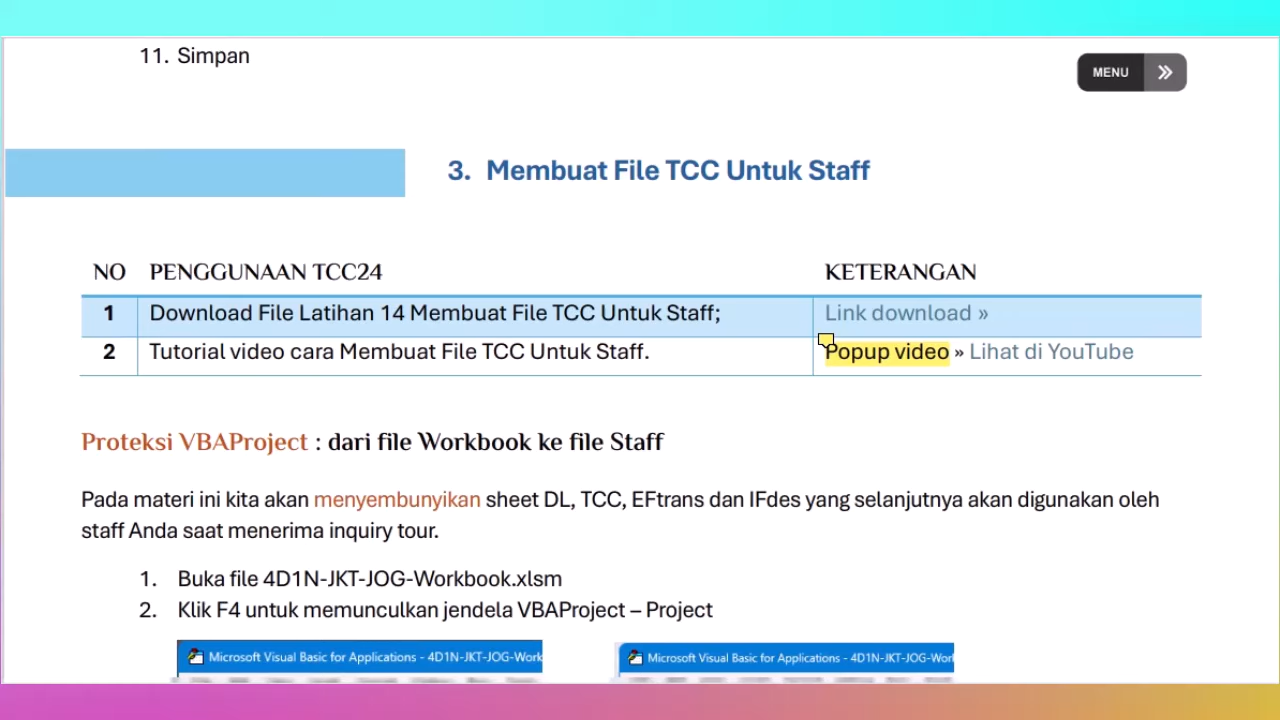 11. Simpan
MENU
3. Membuat File TCC Untuk Staff
NO PENGGUNAAN TCC24 KETERANGAN
1 Download File Latihan 14 Membuat File TCC Untuk Staff; Link download »
2 Tutorial video cara Membuat File TCC Untuk Staff. Popup video » Lihat di YouTube
Proteksi VBAProject : dari file Workbook ke file Staff
Pada materi ini kita akan menyembunyikan sheet DL, TCC, EFtrans dan IFdes yang selanjutnya akan digunakan oleh
staff Anda saat menerima inquiry tour.
1. Buka file 4D1N-JKT-JOG-Workbook.xlsm
2. Klik F4 untuk memunculkan jendela VBAProject – Project
Microsoft Visual Basic for Applications - 4D1N-JKT-JOG-Work
Microsoft Visual Basic for Applications - 4D1N-JKT-JOG-Worl